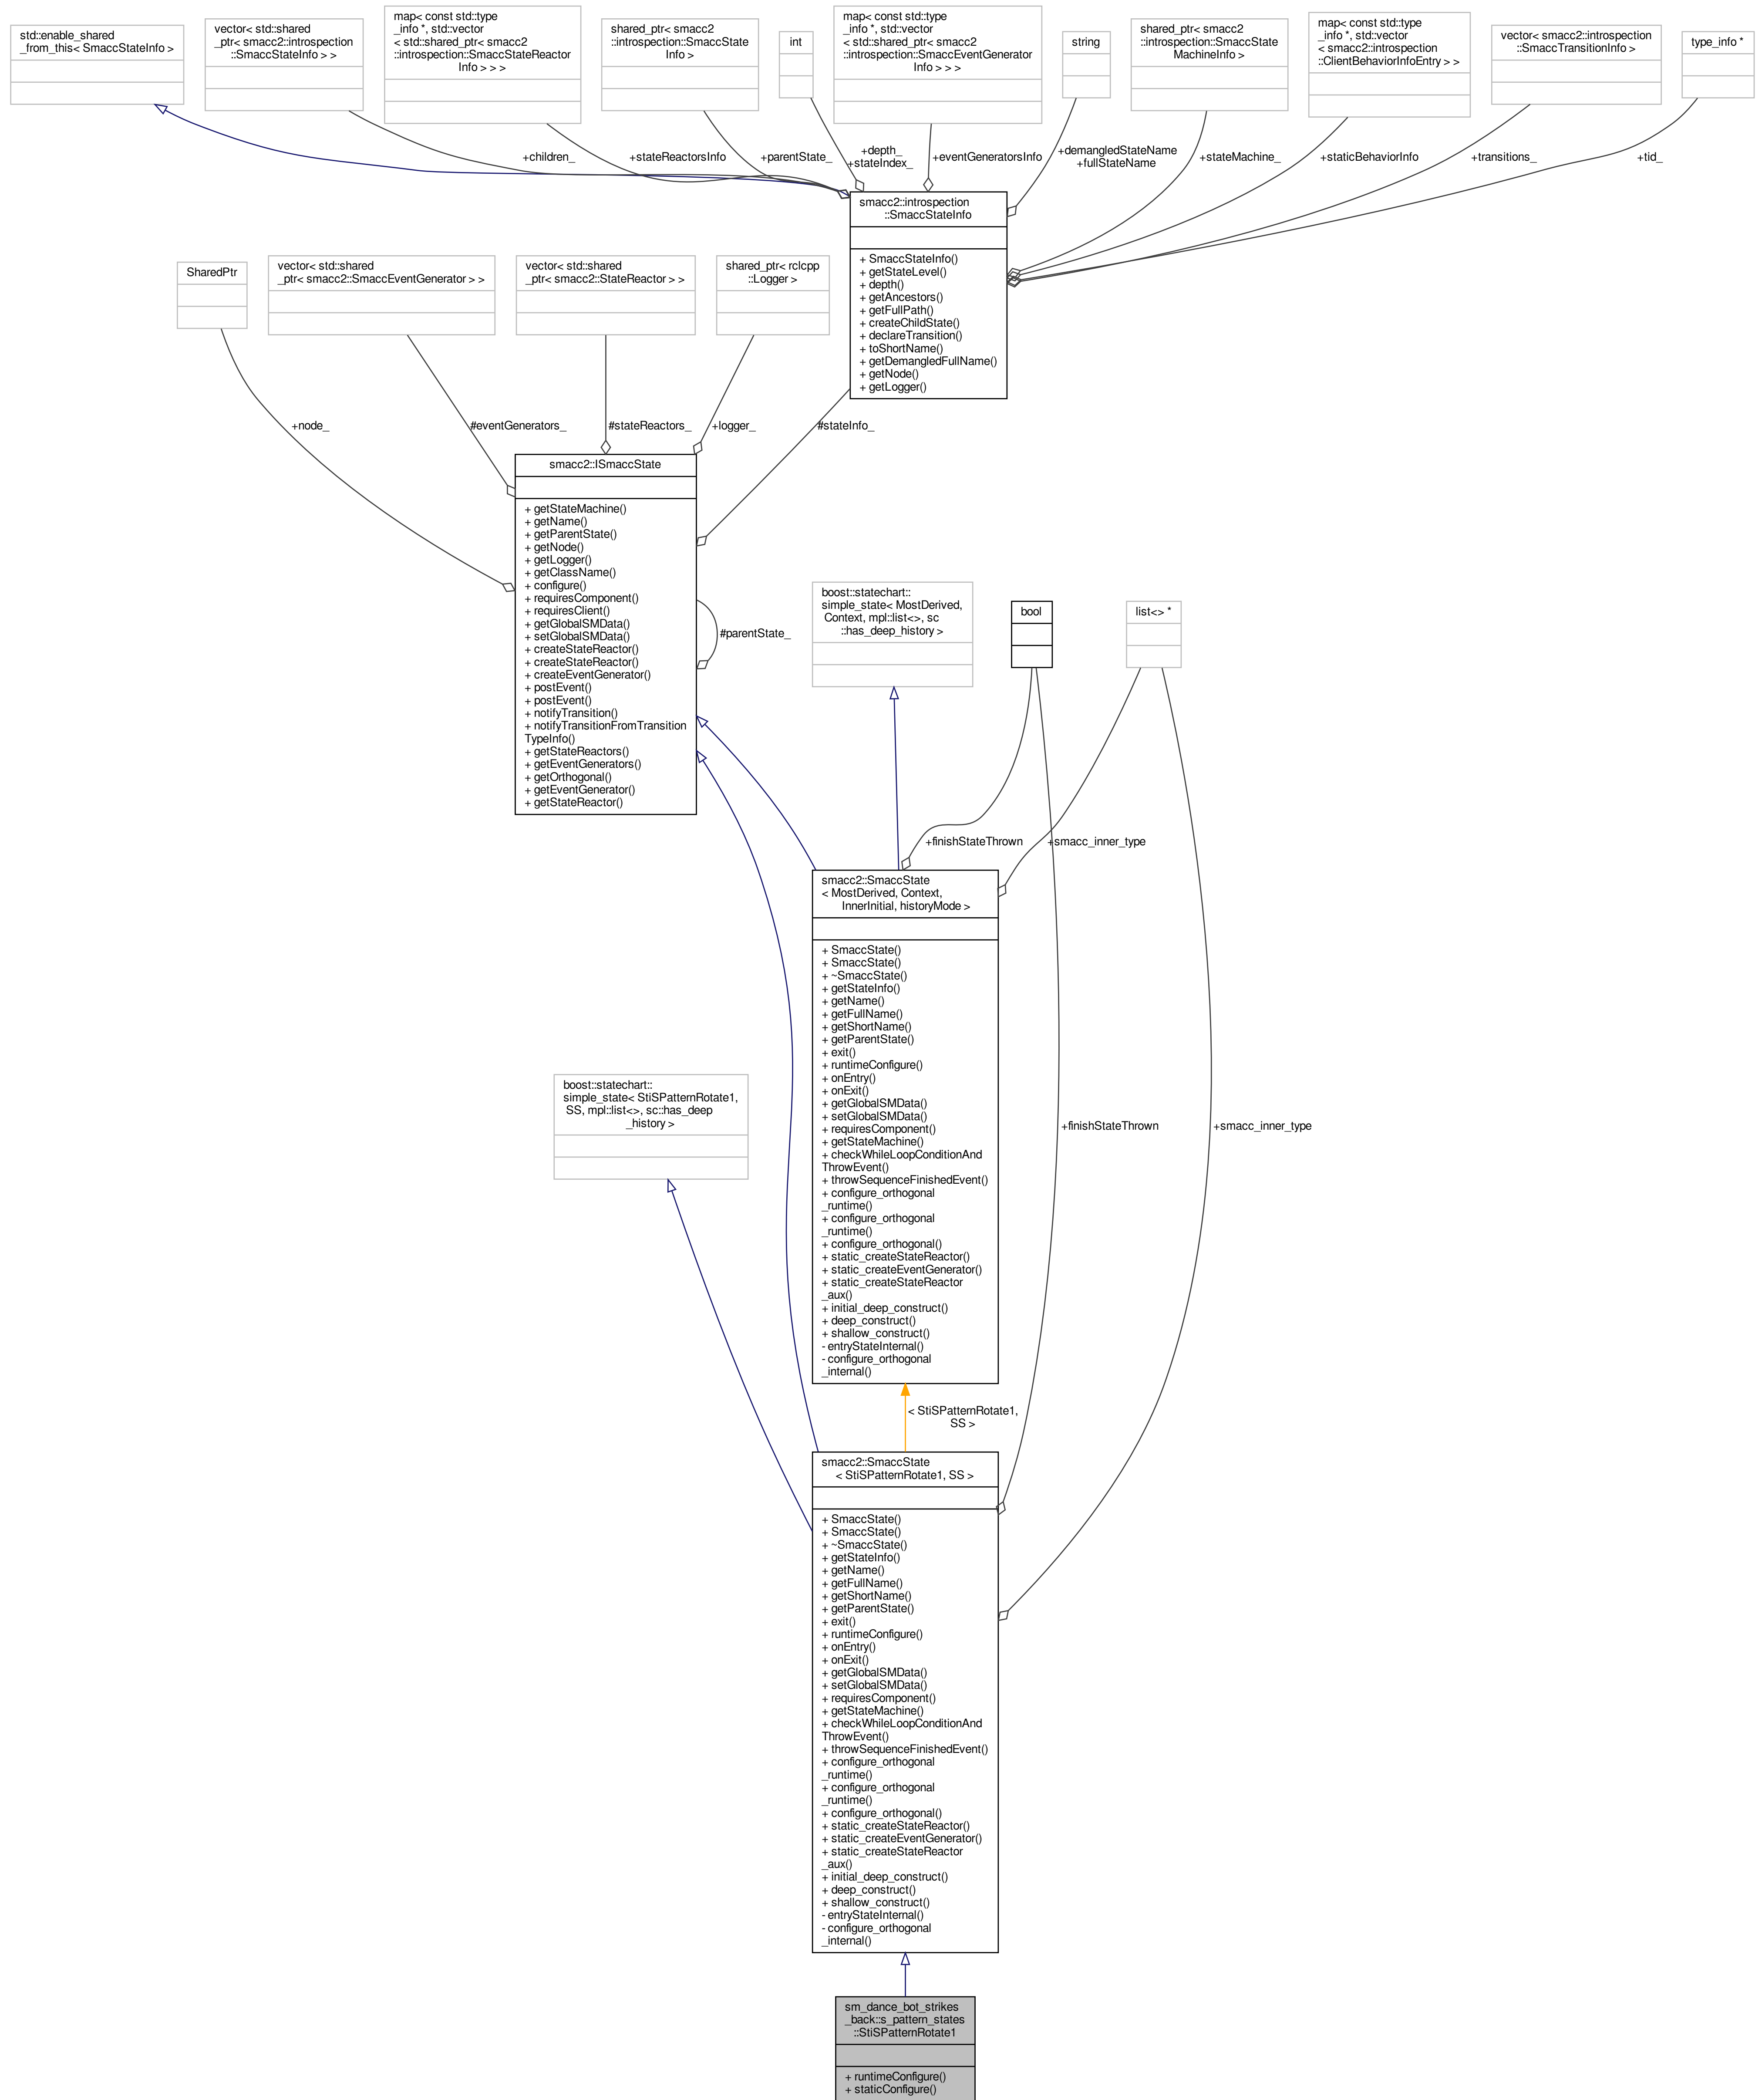 std::enable_shared
_from_this< SmaccStateInfo >
vector< std::shared
_ptr< smacc2::introspection
::SmaccStateInfo > >
map< const std::type
_info *, std::vector
< std::shared_ptr< smacc2
::introspection::SmaccStateReactor
Info > > >
shared_ptr< smacc2
::introspection::SmaccState
Info >
int
map< const std::type
_info *, std::vector
< std::shared_ptr< smacc2
::introspection::SmaccEventGenerator
Info > > >
string
shared_ptr< smacc2
::introspection::SmaccState
MachineInfo >
map< const std::type
_info *, std::vector
< smacc2::introspection
::ClientBehaviorInfoEntry > >
vector< smacc2::introspection
::SmaccTransitionInfo >
type_info *
+children_
+stateReactorsInfo
+parentState_
+depth_
+stateIndex_
+eventGeneratorsInfo
+demangledStateName
+fullStateName
+stateMachine_
+staticBehaviorInfo
+transitions_
+tid_
smacc2::introspection
::SmaccStateInfo
+ SmaccStateInfo()
+ getStateLevel()
+ depth()
+ getAncestors()
+ getFullPath()
+ createChildState()
+ declareTransition()
+ toShortName()
+ getDemangledFullName()
+ getNode()
+ getLogger()
SharedPtr
vector< std::shared
_ptr< smacc2::SmaccEventGenerator > >
vector< std::shared
_ptr< smacc2::StateReactor > >
shared_ptr< rclcpp
::Logger >
+node_
#eventGenerators_
#stateReactors_
+logger_
#stateInfo_
smacc2::ISmaccState
+ getStateMachine()
+ getName()
+ getParentState()
+ getNode()
+ getLogger()
+ getClassName()
+ configure()
+ requiresComponent()
+ requiresClient()
+ getGlobalSMData()
+ setGlobalSMData()
+ createStateReactor()
+ createStateReactor()
+ createEventGenerator()
+ postEvent()
+ postEvent()
+ notifyTransition()
+ notifyTransitionFromTransition
TypeInfo()
+ getStateReactors()
+ getEventGenerators()
+ getOrthogonal()
+ getEventGenerator()
+ getStateReactor()
#parentState_
boost::statechart::
simple_state< MostDerived,
Context, mpl::list<>, sc
::has_deep_history >
bool
list<> *
+finishStateThrown
+smacc_inner_type
smacc2::SmaccState
< MostDerived, Context,
InnerInitial, historyMode >
+ SmaccState()
+ SmaccState()
+ ~SmaccState()
+ getStateInfo()
+ getName()
+ getFullName()
+ getShortName()
+ getParentState()
+ exit()
+ runtimeConfigure()
+ onEntry()
+ onExit()
+ getGlobalSMData()
+ setGlobalSMData()
+ requiresComponent()
+ getStateMachine()
+ checkWhileLoopConditionAnd
ThrowEvent()
+ throwSequenceFinishedEvent()
+ configure_orthogonal
_runtime()
+ configure_orthogonal
_runtime()
+ configure_orthogonal()
+ static_createStateReactor()
+ static_createEventGenerator()
+ static_createStateReactor
_aux()
+ initial_deep_construct()
+ deep_construct()
+ shallow_construct()
- entryStateInternal()
- configure_orthogonal
_internal()
boost::statechart::
simple_state< StiSPatternRotate1,
SS, mpl::list<>, sc::has_deep
_history >
+finishStateThrown
+smacc_inner_type
< StiSPatternRotate1,
SS >
smacc2::SmaccState
< StiSPatternRotate1, SS >
+ SmaccState()
+ SmaccState()
+ ~SmaccState()
+ getStateInfo()
+ getName()
+ getFullName()
+ getShortName()
+ getParentState()
+ exit()
+ runtimeConfigure()
+ onEntry()
+ onExit()
+ getGlobalSMData()
+ setGlobalSMData()
+ requiresComponent()
+ getStateMachine()
+ checkWhileLoopConditionAnd
ThrowEvent()
+ throwSequenceFinishedEvent()
+ configure_orthogonal
_runtime()
+ configure_orthogonal
_runtime()
+ configure_orthogonal()
+ static_createStateReactor()
+ static_createEventGenerator()
+ static_createStateReactor
_aux()
+ initial_deep_construct()
+ deep_construct()
+ shallow_construct()
- entryStateInternal()
- configure_orthogonal
_internal()
sm_dance_bot_strikes
_back::s_pattern_states
::StiSPatternRotate1
+ runtimeConfigure()
+ staticConfigure()